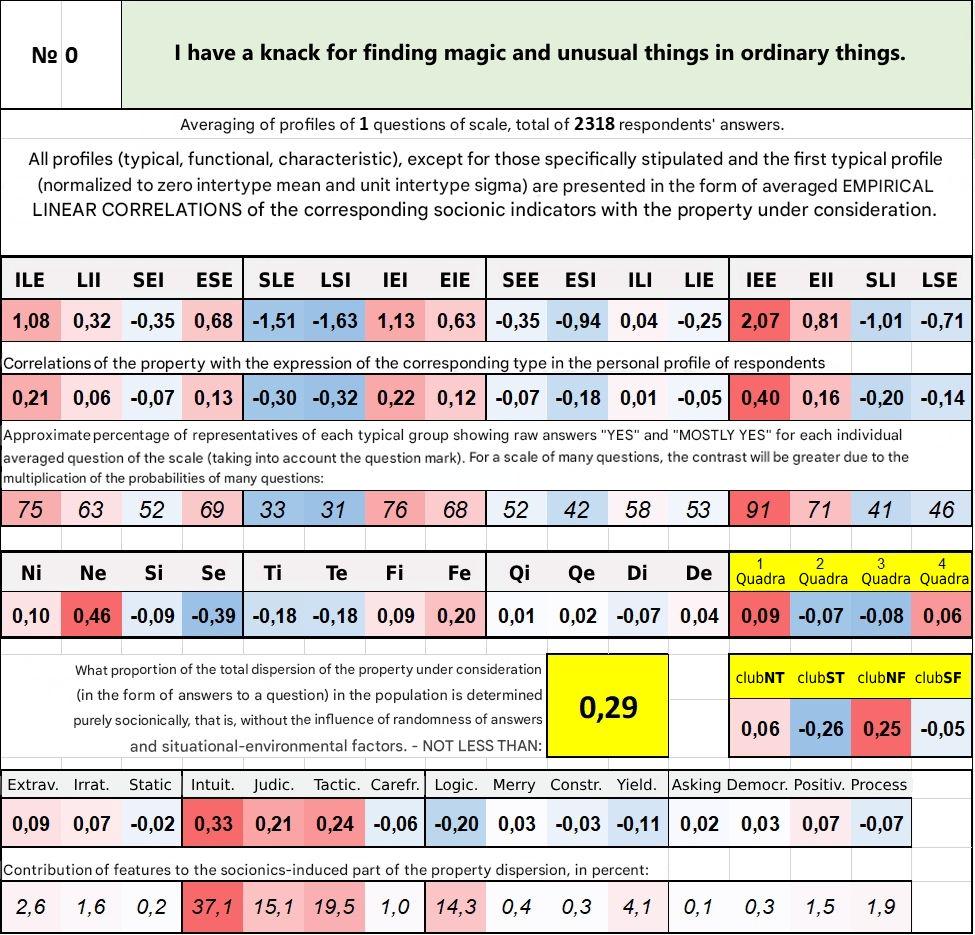 № 0
I have a knack for finding magic and unusual things in ordinary things.
Averaging of profiles of 1 questions of scale, total of 2318 respondents' answers.
All profiles (typical, functional, characteristic), except for those specifically stipulated and the first typical profile
(normalized to zero intertype mean and unit intertype sigma) are presented in the form of averaged EMPIRICAL
LINEAR CORRELATIONS of the corresponding socionic indicators with the property under consideration.
ILE LII SEI ESE SLE LSI IEI EIE SEE ESI ILI LIE IEE EII SLI LSE
1,08 0,32 -0,35 0,68 -1,51 -1,63 1,13 0,63 -0,35 -0,94 0,04 -0,25 2,07 0,81 -1,01 -0,71
Correlations of the property with the expression of the corresponding type in the personal profile of respondents
0,21 0,06 -0,07 0,13 -0,30 -0,32 0,22 0,12 -0,07 -0,18 0,01 -0,05 0,40 0,16 -0,20 -0,14
Approximate percentage of representatives of each typical group showing raw answers "YES" and "MOSTLY YES" for each individual
averaged question of the scale (taking into account the question mark). For a scale of many questions, the contrast will be greater due to the
multiplication of the probabilities of many questions:
75 63 52 69 33 31 76 68 52 42 58 53 91 71 41 46
Ni Ne Si Se Ti Te Fi Fe Qi Qe Di De 1 Quadra 2 Quadra 3 Quadra 4 Quadra
0,10 0,46 -0,09 -0,39 -0,18 -0,18 0,09 0,20 0,01 0,02 -0,07 0,04 0,09 -0,07 -0,08 0,06
What proportion of the total dispersion of the property under consideration
(in the form of answers to a question) in the population is determined
purely socionically, that is, without the influence of randomness of answers
and situational-environmental factors. - NOT LESS THAN:
0,29
clubNT clubST clubNF clubSF
0,06 -0,26 0,25 -0,05
Extrav. Irrat. Static Intuit. Judic. Tactic. Carefr. Logic. Merry Constr. Yield. Asking Democr. Positiv. Process
0,09 0,07 -0,02 0,33 0,21 0,24 -0,06 -0,20 0,03 -0,03 -0,11 0,02 0,03 0,07 -0,07
Contribution of features to the socionics-induced part of the property dispersion, in percent:
2,6 1,6 0,2 37,1 15,1 19,5 1,0 14,3 0,4 0,3 4,1 0,1 0,3 1,5 1,9